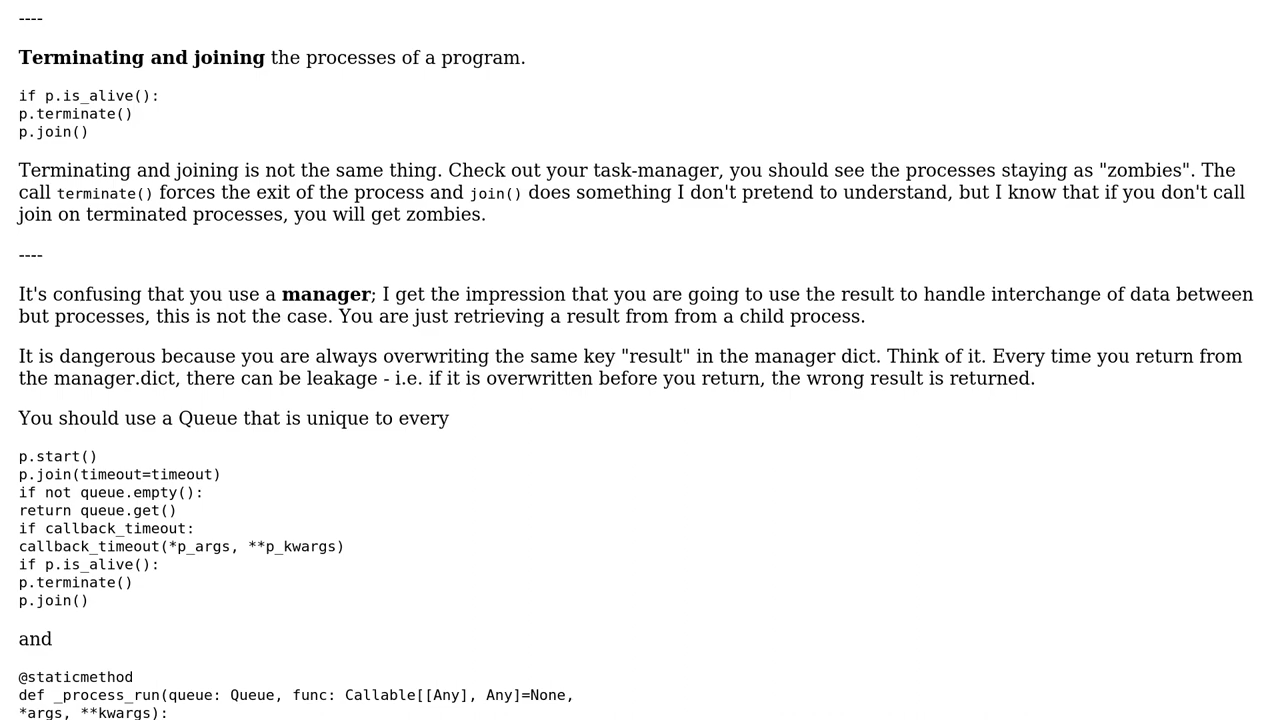 ----
Terminating and joining the processes of a program.
if p.is_alive():
p.terminate()
p.join()
Terminating and joining is not the same thing. Check out your task-manager, you should see the processes staying as "zombies". The
call terminate() forces the exit of the process and join() does something I don't pretend to understand, but I know that if you don't call
join on terminated processes, you will get zombies.
----
It's confusing that you use a manager; I get the impression that you are going to use the result to handle interchange of data between
but processes, this is not the case. You are just retrieving a result from from a child process.
It is dangerous because you are always overwriting the same key "result" in the manager dict. Think of it. Every time you return from
the manager.dict, there can be leakage - i.e. if it is overwritten before you return, the wrong result is returned.
You should use a Queue that is unique to every
p.start()
p.join(timeout=timeout)
if not queue.empty():
return queue.get()
if callback_timeout:
callback_timeout(*p_args, **p_kwargs)
if p.is_alive():
p.terminate()
p.join()
and
@staticmethod
def _process_run(queue: Queue, func: Callable[[Any], Any]=None,
*args, **kwargs):